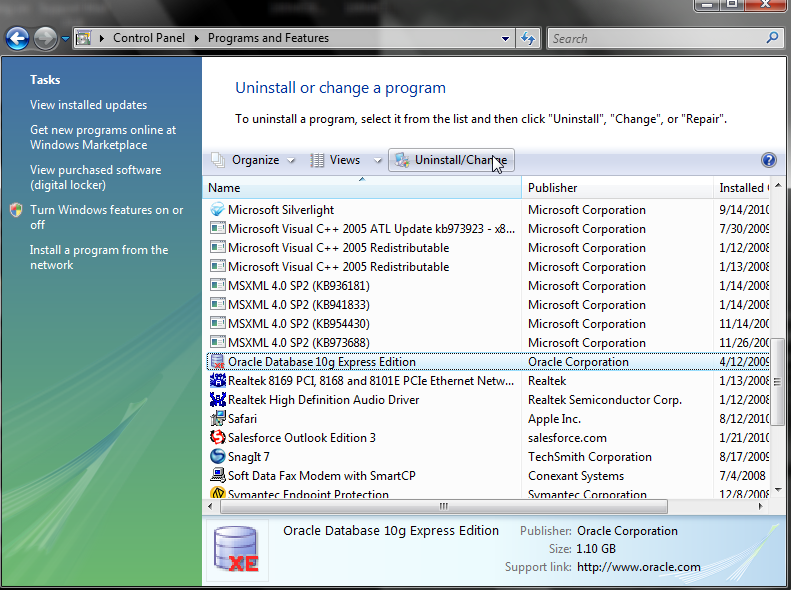 Control Panel Programs and Features Search
Tasks
View installed updates
Get new programs online at
Windows Marketplace
View purchased software
(digital locker)
Turn Windows features on or
off
Install a program from the
network
Uninstall or change a program
To uninstall a program, select it from the list and then click "Uninstall", "Change", or "Repair".
Organize Views Uninstall/Change
Name Publisher Installed
Microsoft Silverlight Microsoft Corporation 9/14/2010
Microsoft Visual C++ 2005 ATL Update kb973923 - x8... Microsoft Corporation 7/30/2009
Microsoft Visual C++ 2005 Redistributable Microsoft Corporation 1/12/2008
Microsoft Visual C++ 2005 Redistributable Microsoft Corporation 1/13/2008
MSXML 4.0 SP2 (KB936181) Microsoft Corporation 1/14/2008
MSXML 4.0 SP2 (KB941833) Microsoft Corporation 1/14/2008
MSXML 4.0 SP2 (KB954430) Microsoft Corporation 11/14/200
MSXML 4.0 SP2 (KB973688) Microsoft Corporation 11/26/200
Oracle Database 10g Express Edition Oracle Corporation 4/12/2009
Realtek 8169 PCI, 8168 and 8101E PCIe Ethernet Netw... Realtek 1/13/2008
Realtek High Definition Audio Driver Realtek Semiconductor Corp. 1/12/2008
Safari Apple Inc. 8/12/2010
Salesforce Outlook Edition 3 salesforce.com 1/21/2010
SnagIt 7 TechSmith Corporation 8/17/2009
Soft Data Fax Modem with SmartCP Conexant Systems 7/4/2008
Symantec Endpoint Protection Symantec Corporation 12/8/2008
XE
Oracle Database 10g Express Edition Publisher: Oracle Corporation
Size: 1.10 GB
Support link: http://www.oracle.com